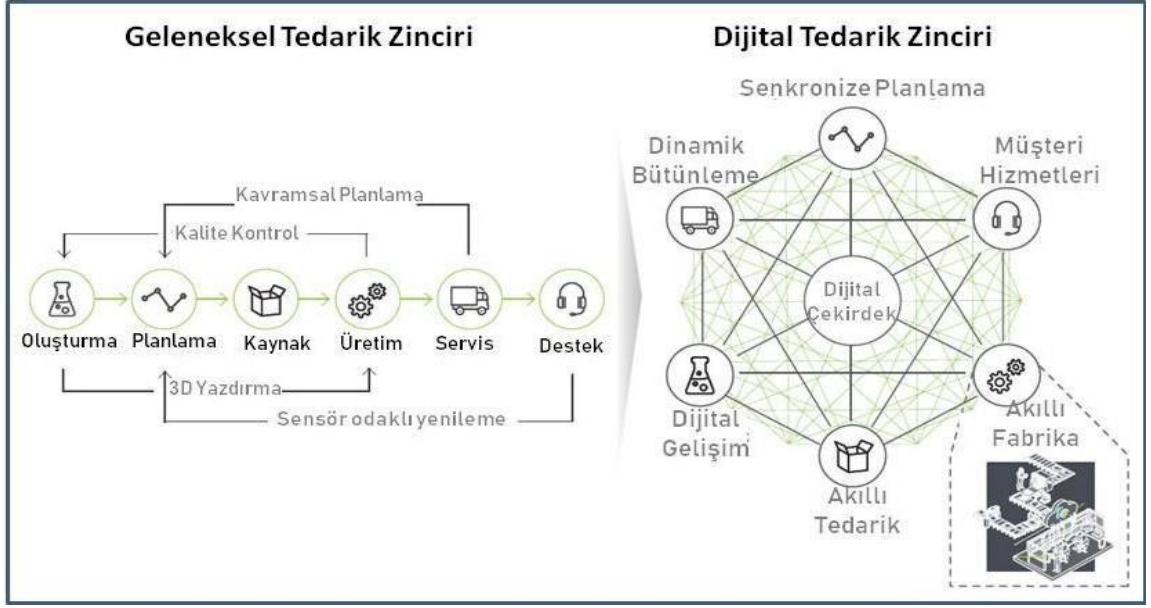 Geleneksel Tedarik Zinciri
Kavramsal Planlama
Kalite Kontrol
Oluşturma
Planlama
Kaynak
Üretim
Servis
Destek
3D Yazdırma
Sensör odaklı yenileme
Dijital Tedarik Zinciri
Senkronize Planlama
Dinamik
Bütünleme
Müşteri
Hizmetleri
Dijital
Çekirdek
Dijital
Gelişim
Akıllı
Fabrika
Akıllı
Tedarik